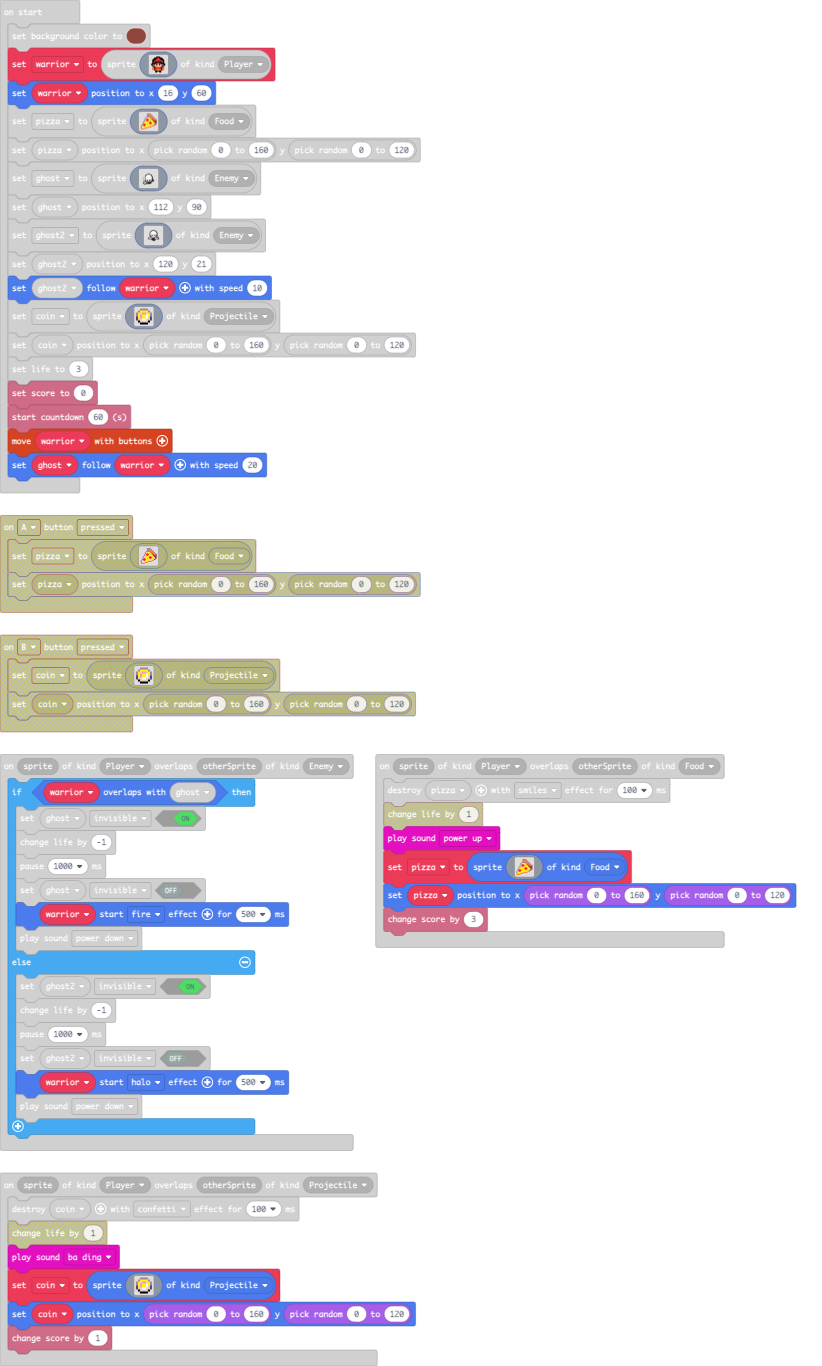 on start
set background color to
set warrior to sprite of kind Player
set warrior position to x 16 y 60
set pizza to sprite of kind Food
set pizza position to x pick random 0 to 160 y pick random 0 to 120
set ghost to sprite of kind Enemy
set ghost position to x 112 y 90
set ghost2 to sprite of kind Enemy
set ghost2 position to x 120 y 21
set ghost2 follow warrior with speed 10
set coin to sprite of kind Projectile
set coin position to x pick random 0 to 160 y pick random 0 to 120
set life to 3
set score to 0
start countdown 60 (s)
move warrior with buttons
set ghost follow warrior with speed 20
on A button pressed
set pizza to sprite of kind Food
set pizza position to x pick random 0 to 160 y pick random 0 to 120
on B button pressed
set coin to sprite of kind Projectile
set coin position to x pick random 0 to 160 y pick random 0 to 120
on sprite of kind Player overlaps otherSprite of kind Enemy
if warrior overlaps with ghost then
set ghost invisible ON
change life by -1
pause 1000 ms
set ghost invisible OFF
warrior start fire effect for 500 ms
play sound power down
else
set ghost2 invisible ON
change life by -1
pause 1000 ms
set ghost2 invisible OFF
warrior start halo effect for 500 ms
play sound power down
on sprite of kind Player overlaps otherSprite of kind Food
destroy pizza with smiles effect for 100 ms
change life by 1
play sound power up
set pizza to sprite of kind Food
set pizza position to x pick random 0 to 160 y pick random 0 to 120
change score by 3
on sprite of kind Player overlaps otherSprite of kind Projectile
destroy coin with confetti effect for 100 ms
change life by 1
play sound ba ding
set coin to sprite of kind Projectile
set coin position to x pick random 0 to 160 y pick random 0 to 120
change score by 1